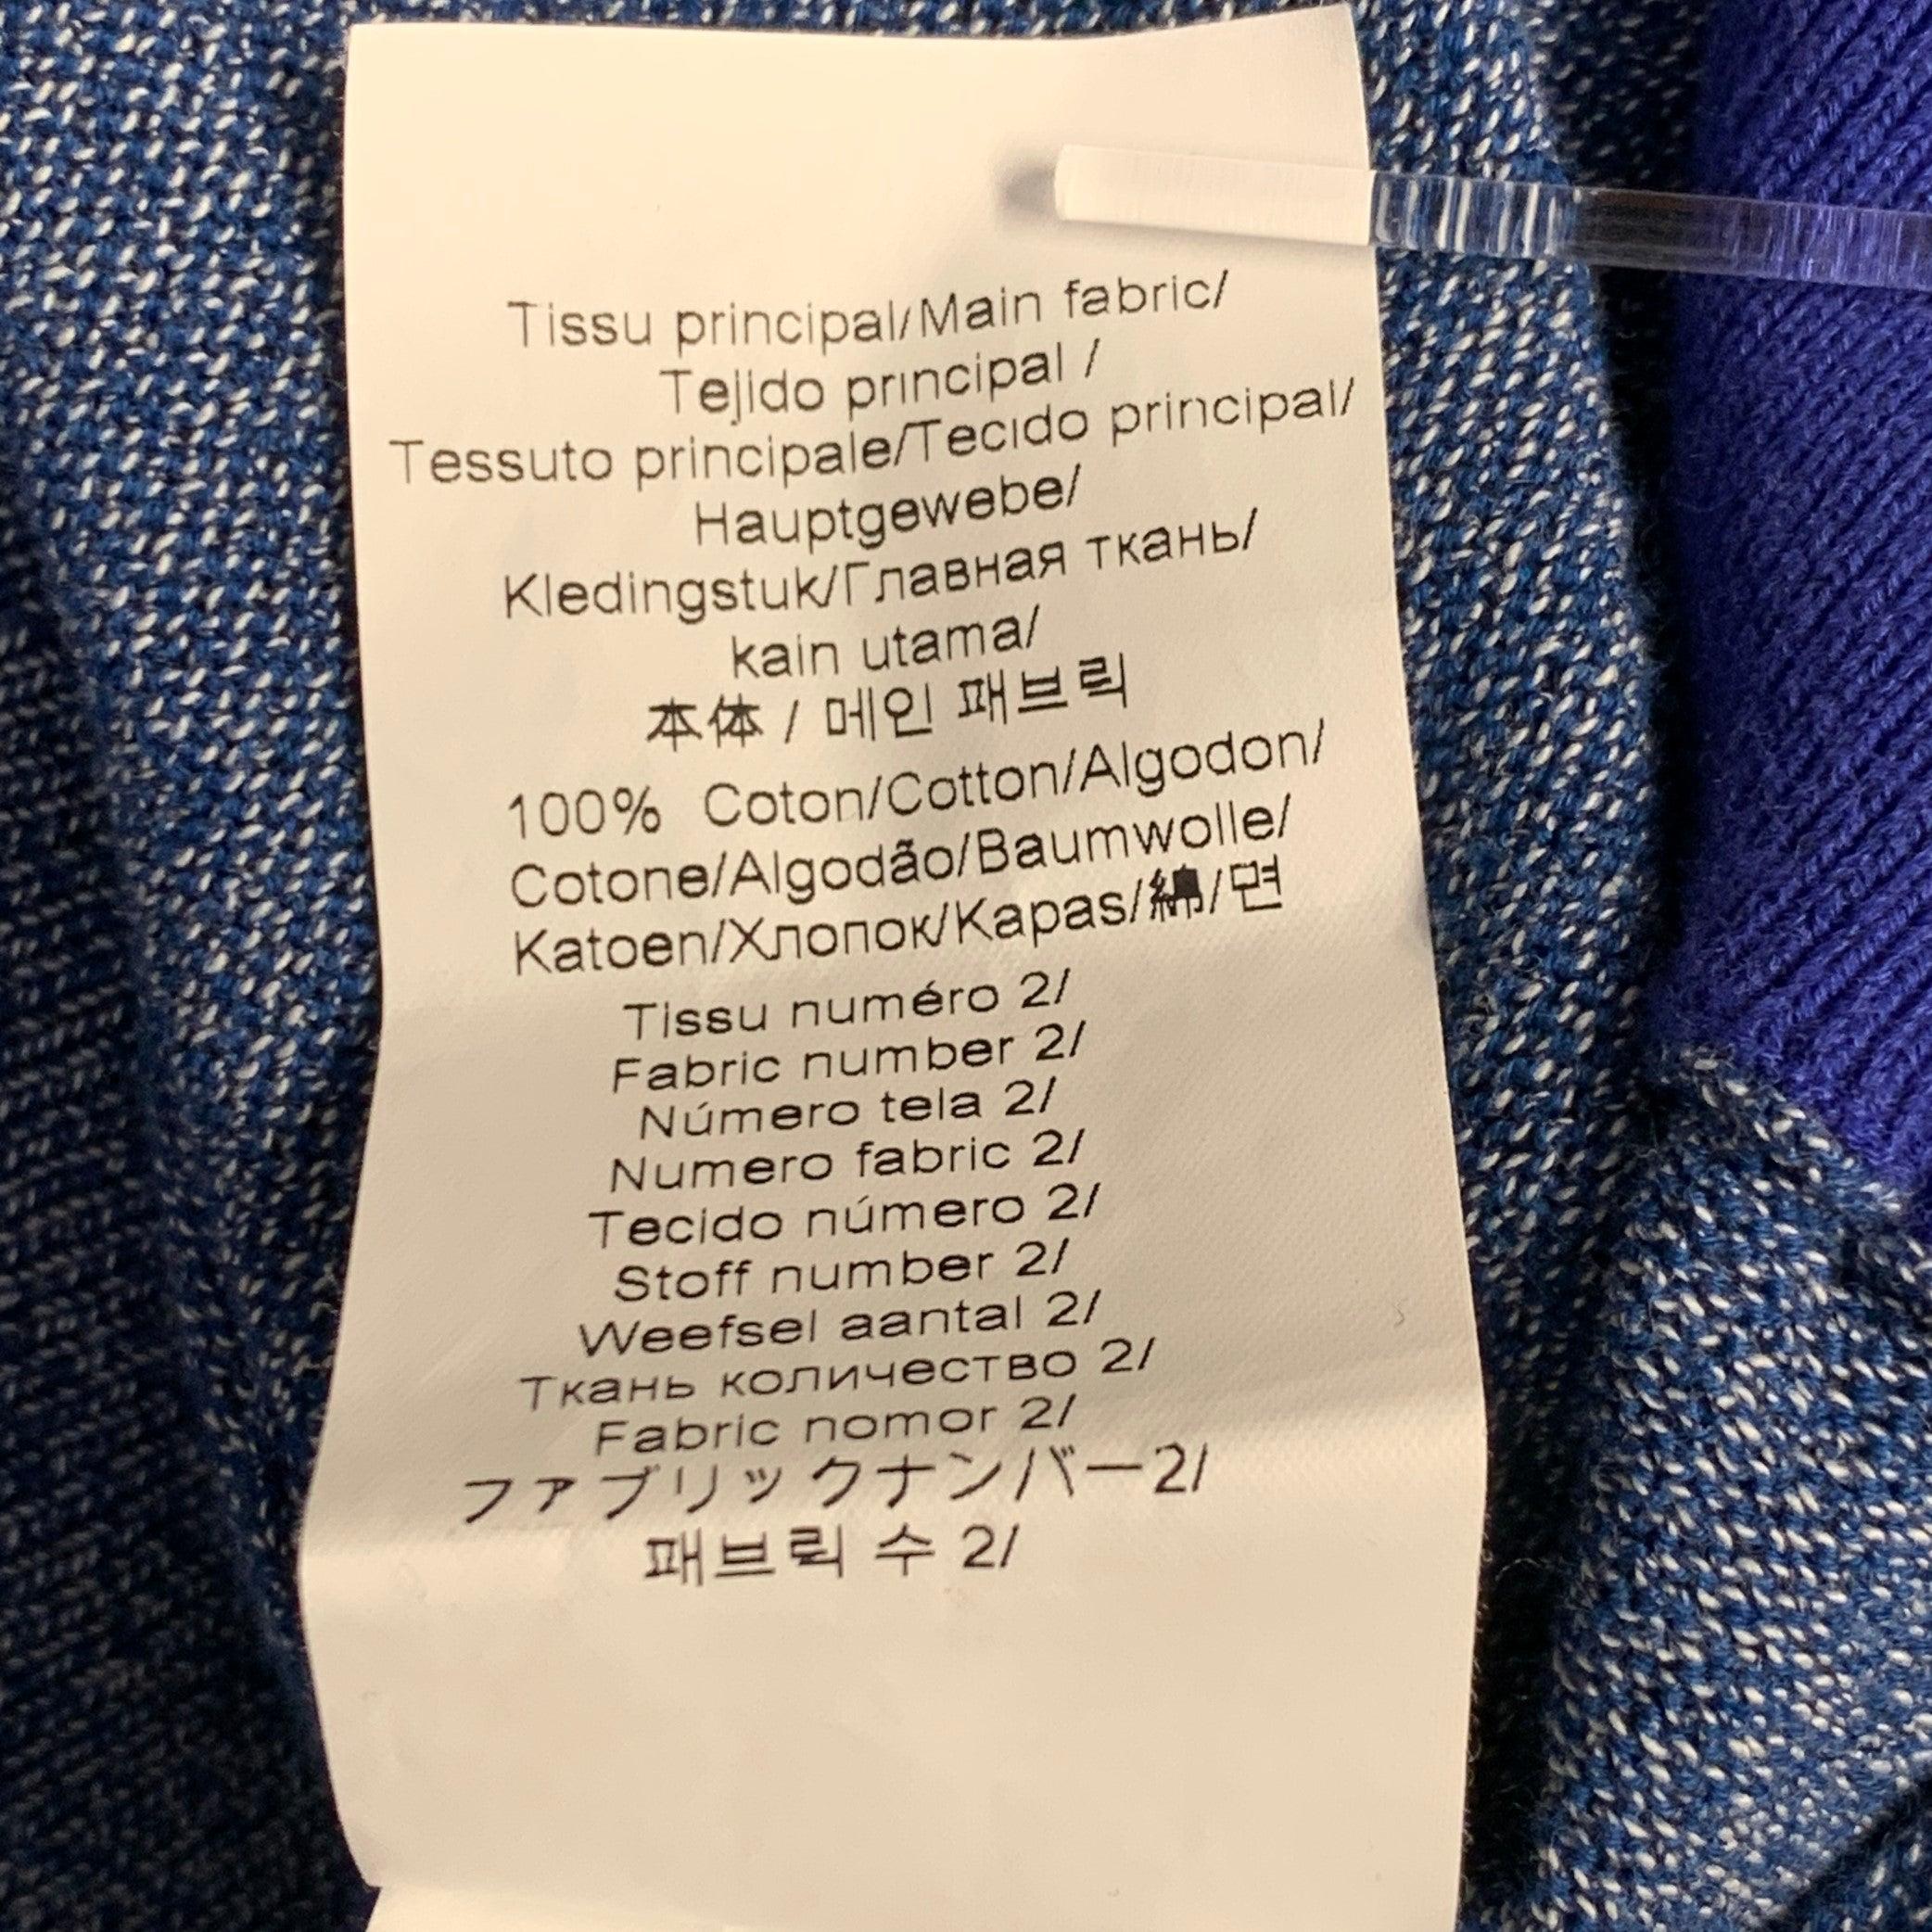 Tissu principal/Main fabric/
Tejido principal /
Tessuto principale/Tecido principal/
Hauptgewebe/
Kledingstuk/Главная ткань/
kain utama/
本体 / 메인 패브릭
100% Coton/Cotton/Algodon/
Cotone/Algodão/Baumwolle/
Katoen/Хлопок/Kapas/綿/면
Tissu numéro 2/
Fabric number 2/
Número tela 2/
Numero fabric 2/
Tecido número 2/
Stoff number 2/
Weefsel aantal 2/
Ткань количество 2/
Fabric nomor 2/
ファブリックナンバー2/
패브릭 수 2/